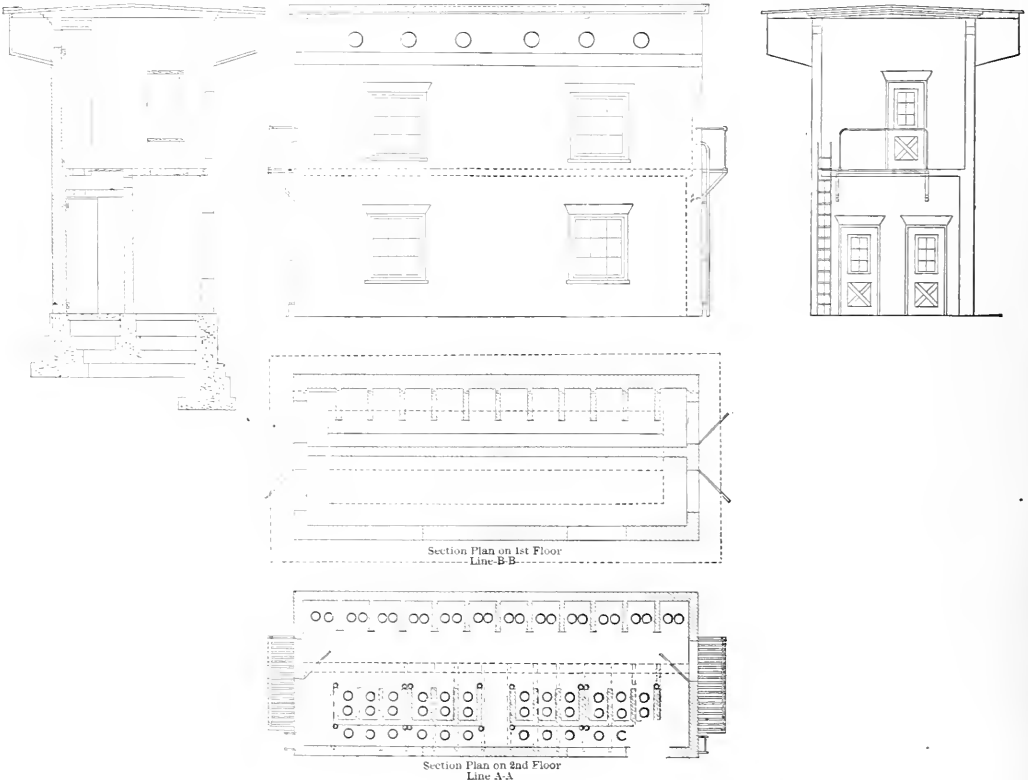 Section Plan on 1st Floor
Line B-B
Section Plan on 2nd Floor
Line A-A